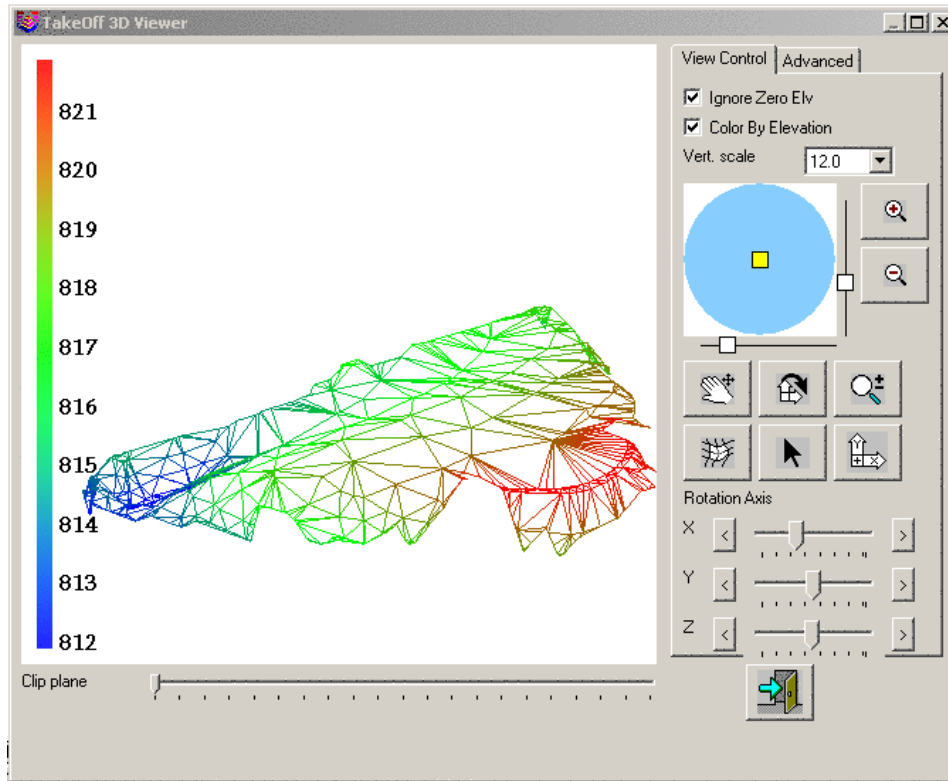 TakeOff 3D Viewer
821
820
819
818
817
816
815
814
813
812
Clip plane
View Control Advanced
Ignore Zero Elv
Color By Elevation
Vert. scale 12.0
Rotation Axis
X < >
Y < >
Z < >